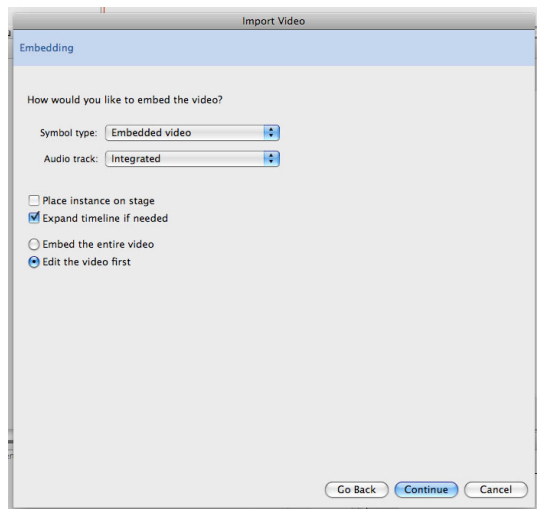 Import Video
Embedding
How would you like to embed the video?
Symbol type: Embedded video
Audio track: Integrated
Place instance on stage
Expand timeline if needed
Embed the entire video
Edit the video first
Go Back Continue Cancel